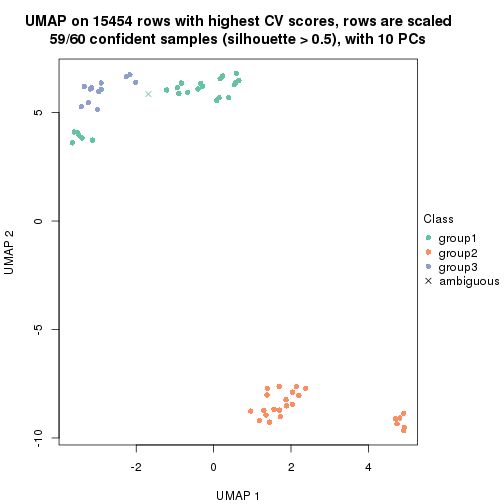 UMAP on 15454 rows with highest CV scores, rows are scaled
59/60 confident samples (silhouette > 0.5), with 10 PCs
UMAP 2
5
0
-5
-10
-2
0
2
4
UMAP 1
Class
group1
group2
group3
ambiguous